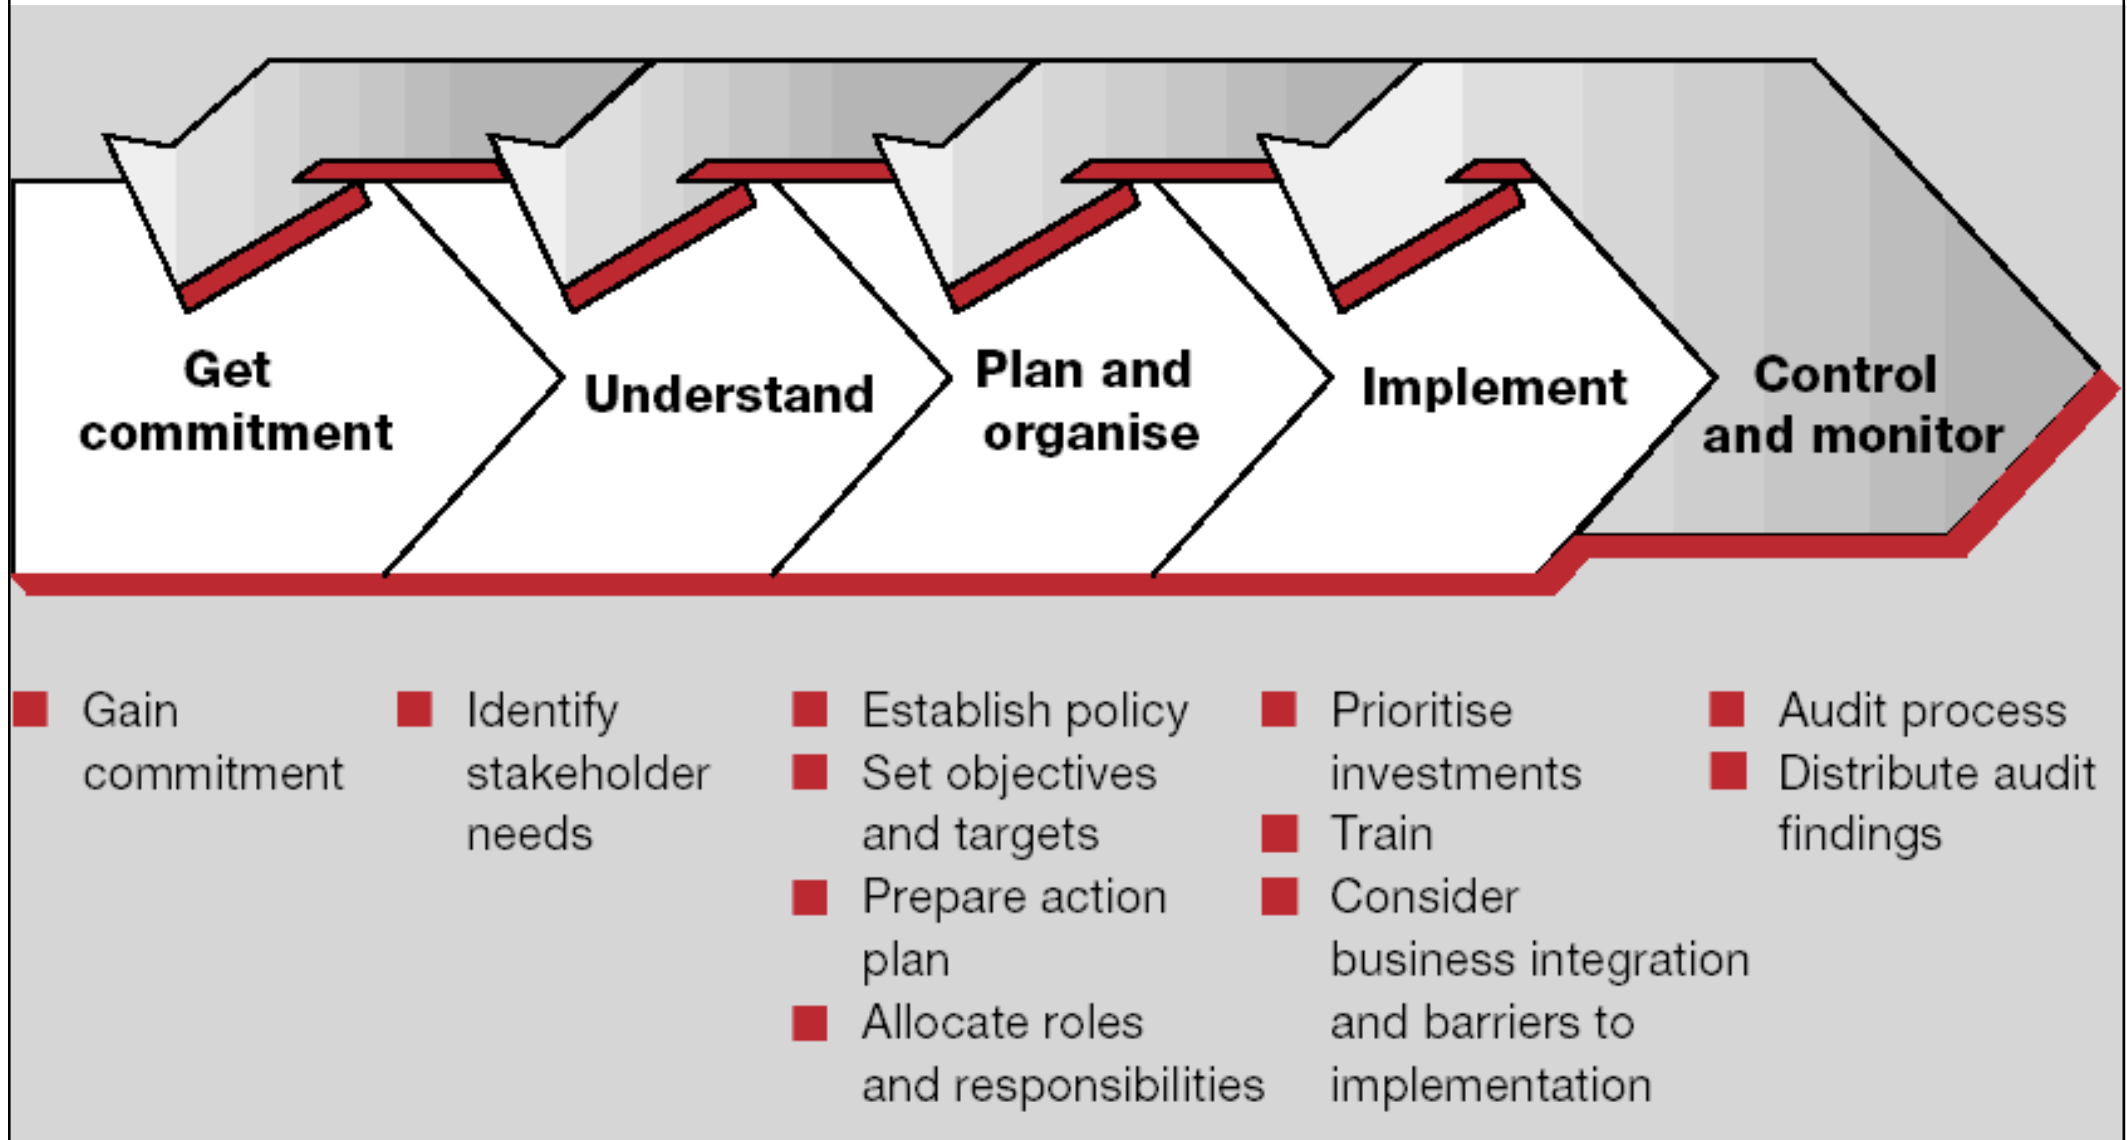 Get
commitment
Understand
Plan and
organise
Implement
Control
and monitor
Gain
commitment
Identify
stakeholder
needs
Establish policy
Set objectives
and targets
Prepare action
plan
Allocate roles
and responsibilities
Prioritise
investments
Train
Consider
business integration
and barriers to
implementation
Audit process
Distribute audit
findings